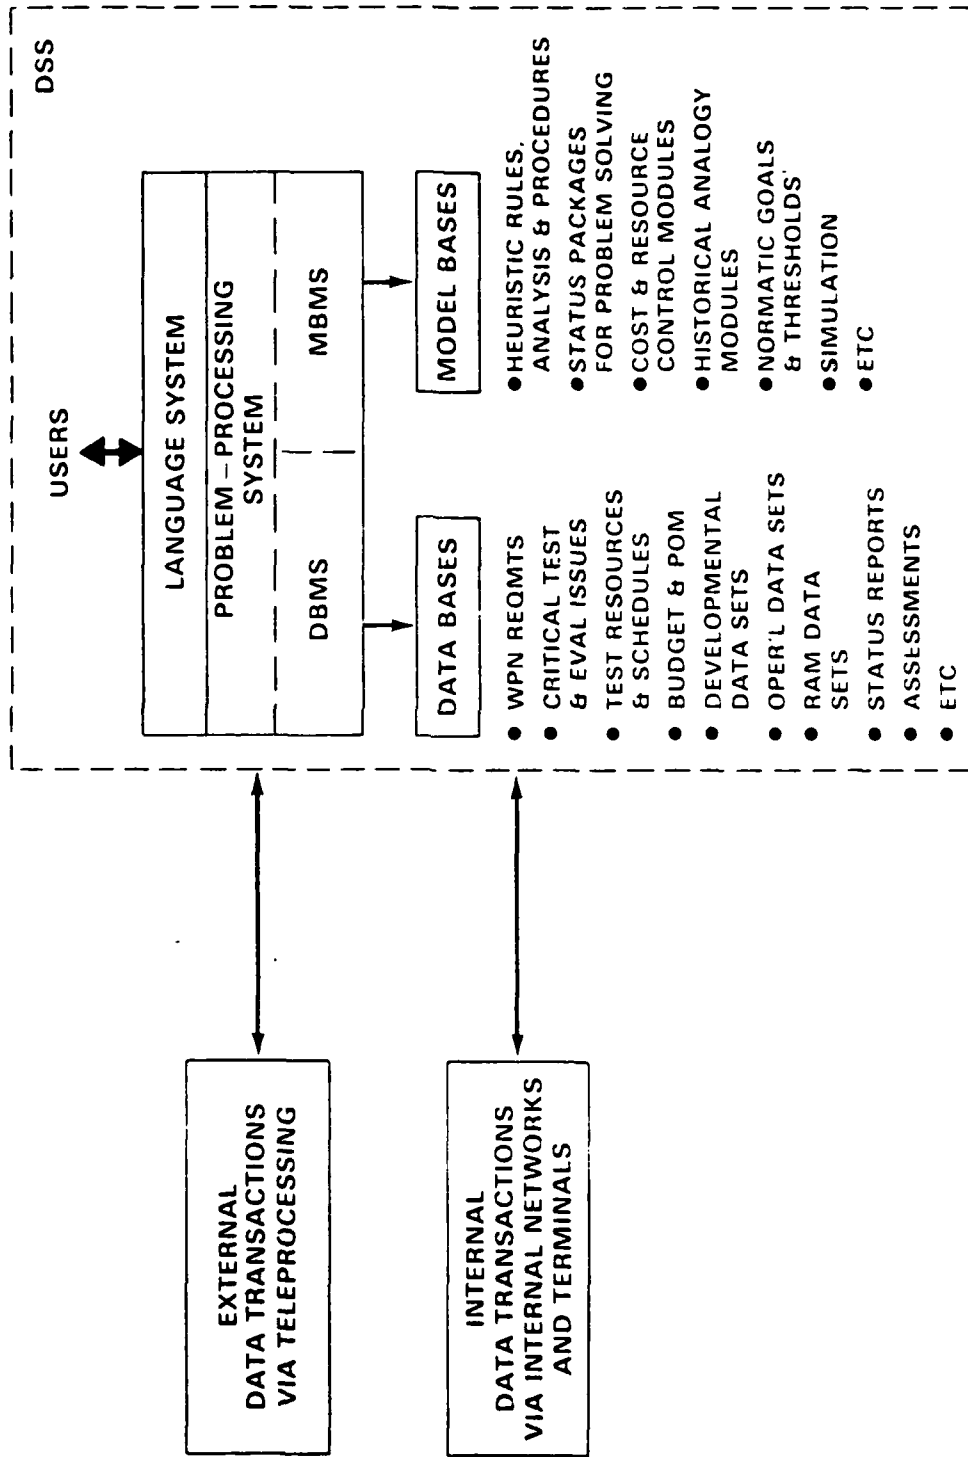 DSS
USERS
LANGUAGE SYSTEM
PROBLEM – PROCESSING
SYSTEM
DBMS
MBMS
DATA BASES
● WPN REQMTS
● CRITICAL TEST
& EVAL ISSUES
● TEST RESOURCES
& SCHEDULES
● BUDGET & POM
● DEVELOPMENTAL
DATA SETS
● OPER'L DATA SETS
● RAM DATA
SETS
● STATUS REPORTS
● ASSESSMENTS
● ETC
MODEL BASES
● HEURISTIC RULES,
ANALYSIS & PROCEDURES
● STATUS PACKAGES
FOR PROBLEM SOLVING
● COST & RESOURCE
CONTROL MODULES
● HISTORICAL ANALOGY
MODULES
● NORMATIC GOALS
& THRESHOLDS'
● SIMULATION
● ETC
EXTERNAL
DATA TRANSACTIONS
VIA TELEPROCESSING
INTERNAL
DATA TRANSACTIONS
VIA INTERNAL NETWORKS
AND TERMINALS